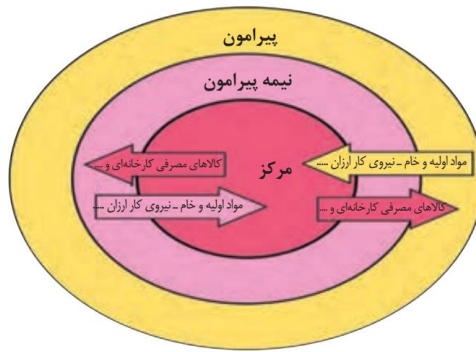 پیرامون
نیمه پیرامون
مرکز
مواد اولیه و خام ـ نیروی کار ارزان .....
کالاهای مصرفی کارخانه‌ای و ....
مواد اولیه و خام ـ نیروی کار ارزان .....
کالاهای مصرفی کارخانه‌ای و ....